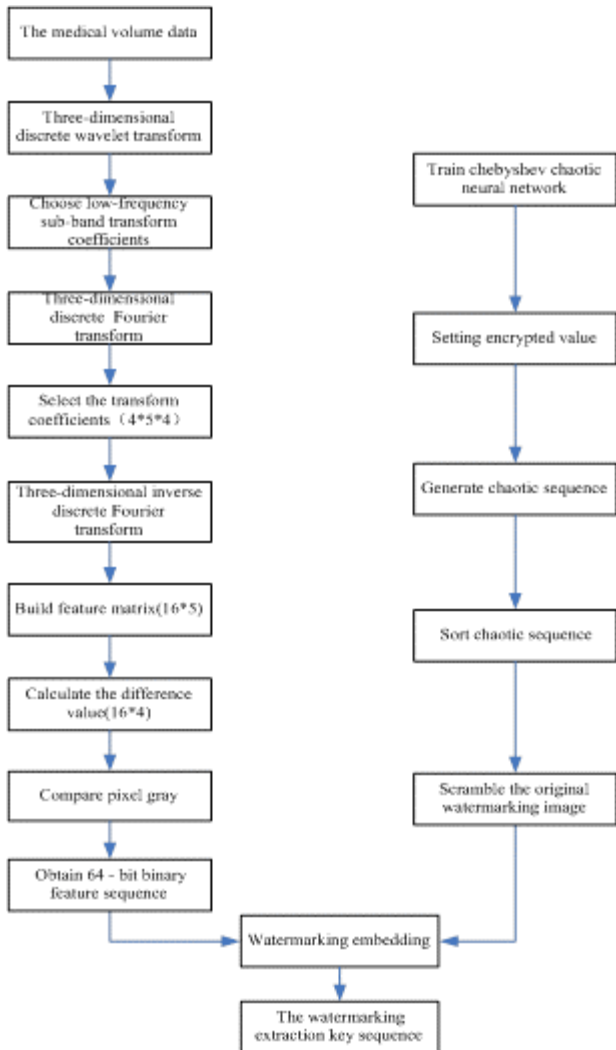 The medical volume data
Three-dimensional
discrete wavelet transform
Choose low-frequency
sub-band transform
coefficients
Three-dimensional
discrete Fourier
transform
Select the transform
coefficients（4*5*4）
Three-dimensional inverse
discrete Fourier
transform
Build feature matrix(16*5)
Calculate the difference
value(16*4)
Compare pixel gray
Obtain 64 - bit binary
feature sequence
Train chebyshev chaotic
neural network
Setting encrypted value
Generate chaotic sequence
Sort chaotic sequence
Scramble the original
watermarking image
Watermarking embedding
The watermarking
extraction key sequence